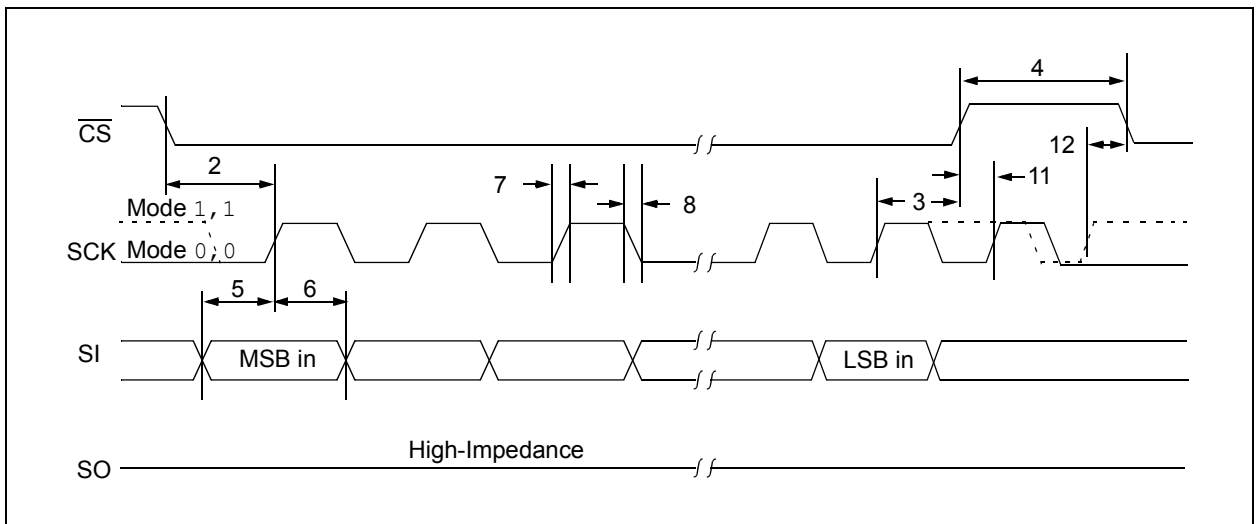 4
CS
12
2
7
11
8
3
Mode 1,1
SCK Mode 0,0
5 6
SI MSB in LSB in
High-Impedance
SO